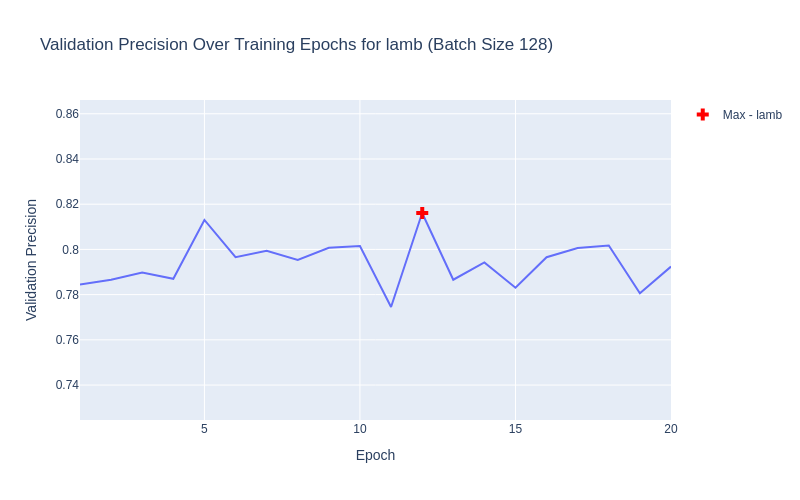 Validation Precision Over Training Epochs for lamb (Batch Size 128)
Max - lamb
Validation Precision
0.86
0.84
0.82
0.8
0.78
0.76
0.74
5
10
15
20
Epoch